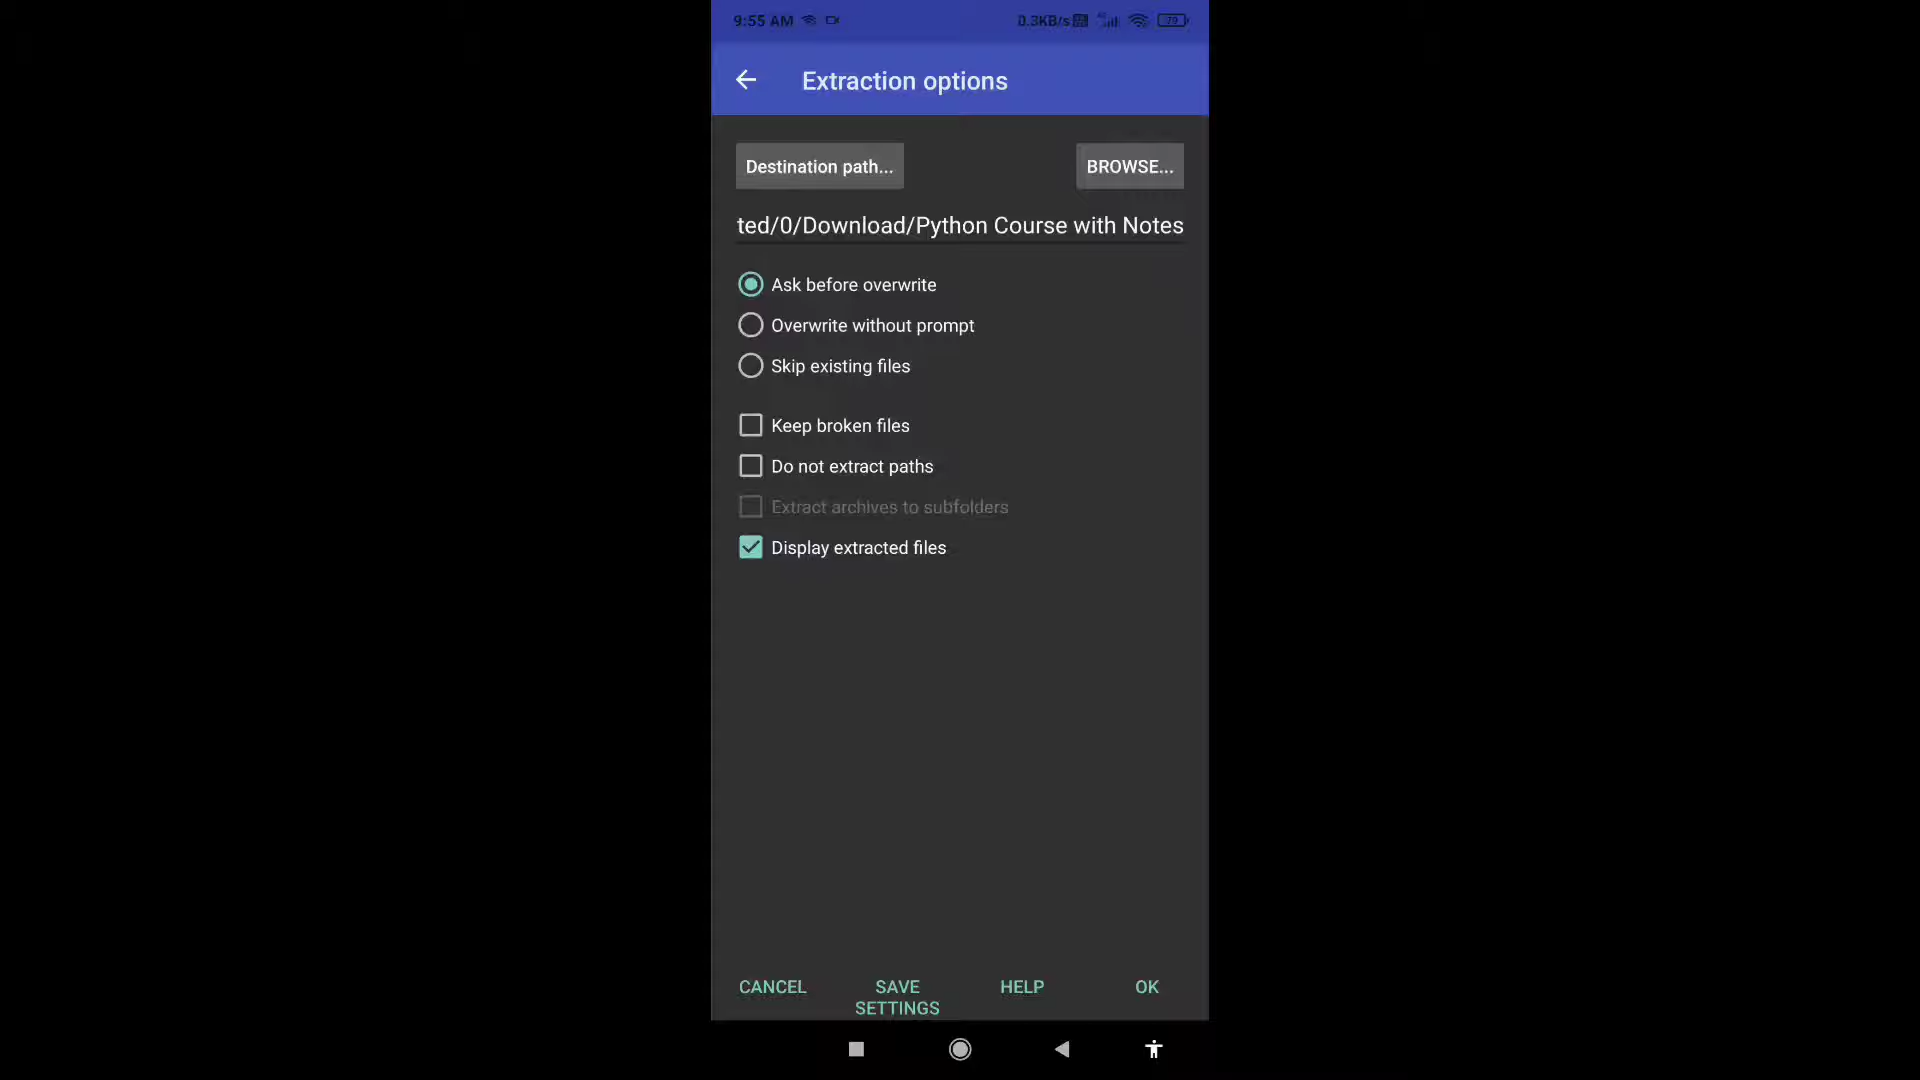 9:55 AM
0.3KB/s 79
Extraction options
Destination path...
BROWSE...
ted/0/Download/Python Course with Notes
Ask before overwrite
Overwrite without prompt
Skip existing files
Keep broken files
Do not extract paths
Extract archives to subfolders
Display extracted files
CANCEL
SAVE
SETTINGS
HELP
OK